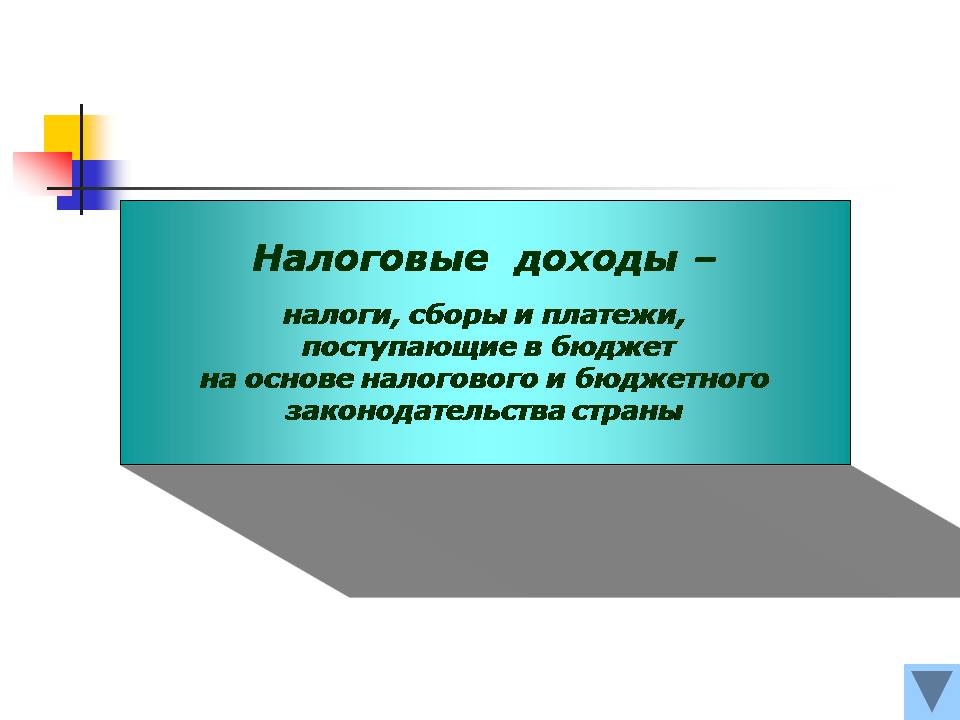 Налоговые доходы –
налоги, сборы и платежи,
поступающие в бюджет
на основе налогового и бюджетного
законодательства страны